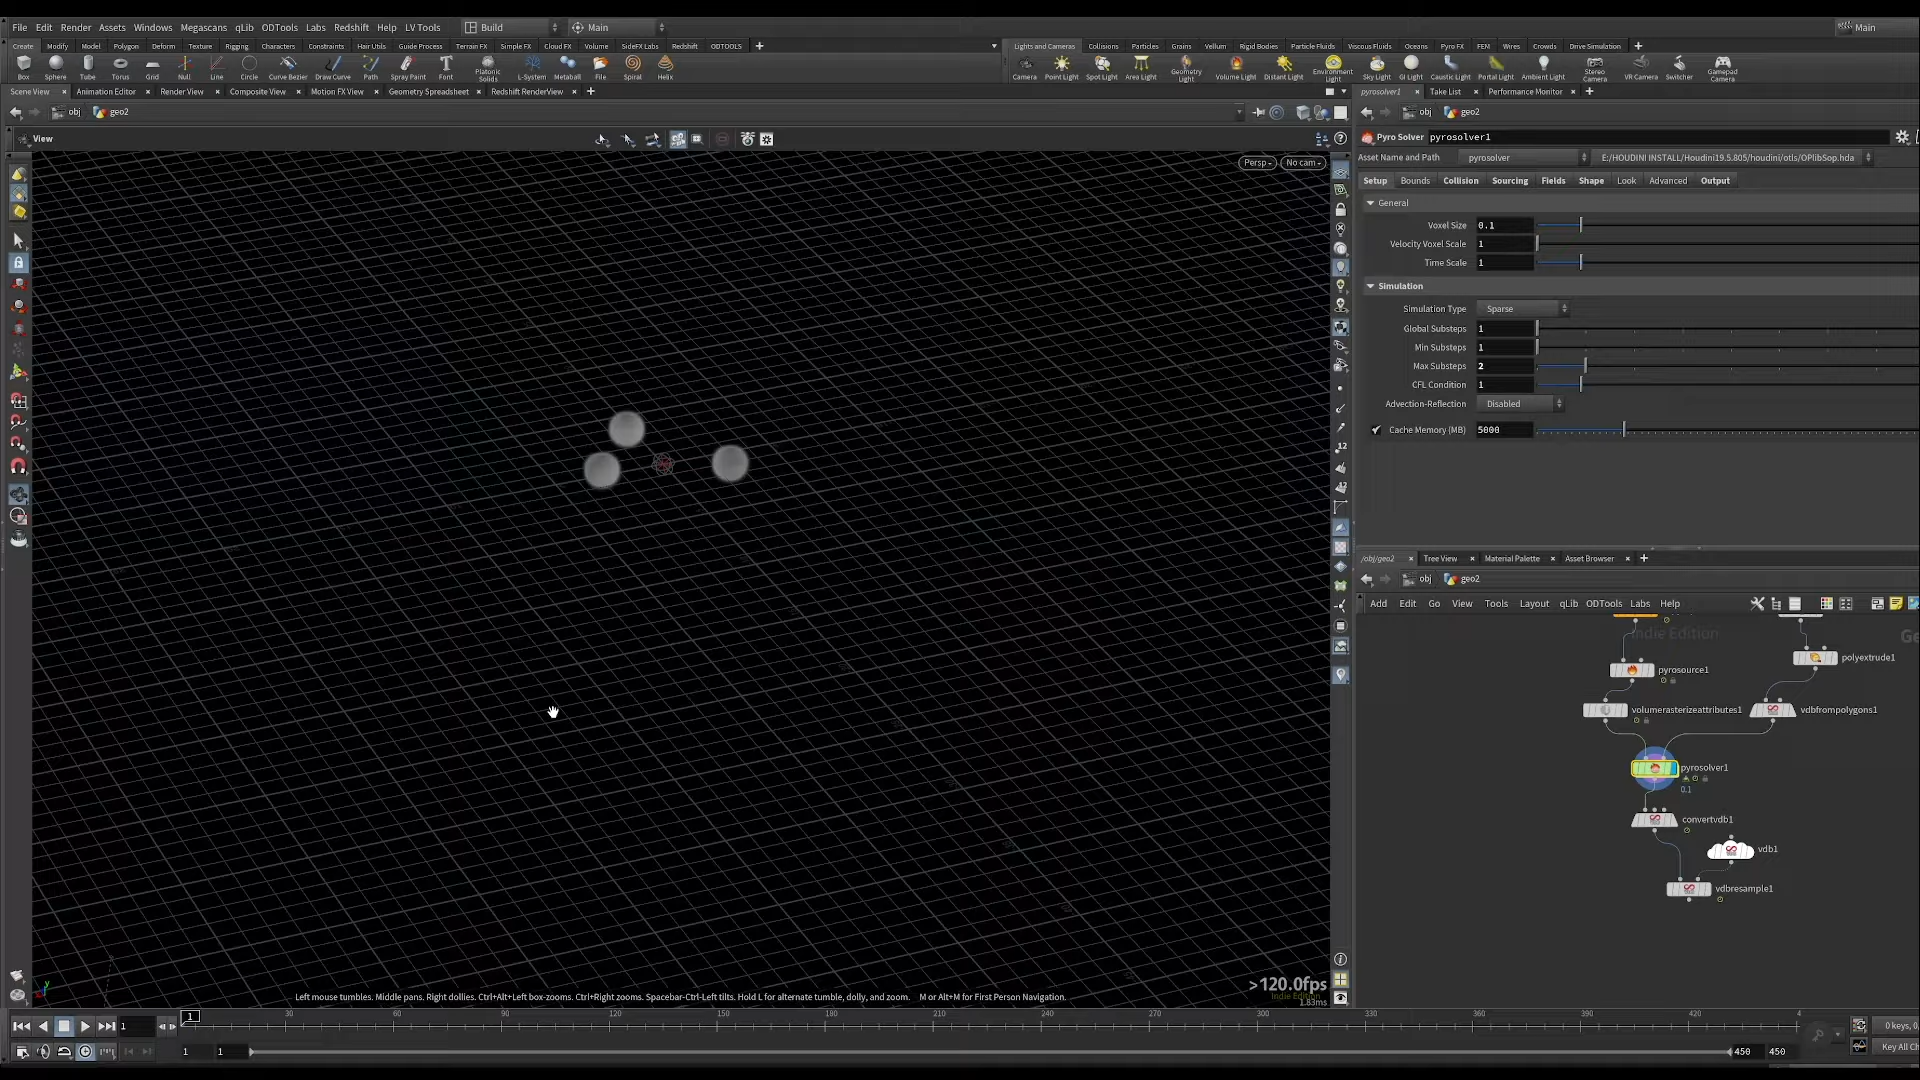 File Edit Render Assets Windows Megascans qLib ODTools Labs Redshift Help LV Tools Build Main Main
Create Modify Model Polygon Deform Texture Rigging Characters Constraints Hair Utils Guide Process Terrain FX Simple FX Cloud FX Volume SideFX Labs Redshift ODTOOLS
Lights and Cameras Collisions Particles Grains Vellum Rigid Bodies Particle Fluids Viscous Fluids Oceans Pyro FX FEM Wires Crowds Drive Simulation
Box Sphere Tube Torus Grid Null Line Circle Curve Bezier Draw Curve Path Spray Paint Font Platonic Solids L-System Metaball File Spiral Helix
Camera Point Light Spot Light Area Light Geometry Light Volume Light Distant Light Environment Light Sky Light GI Light Caustic Light Portal Light Ambient Light Stereo Camera VR Camera Switcher Gamepad Camera
Scene View Animation Editor Render View Composite View Motion FX View Geometry Spreadsheet Redshift RenderView
pyrosolver1 Take List Performance Monitor
obj geo2
obj geo2
View
Persp No cam
Pyro Solver pyrosolver1
Asset Name and Path pyrosolver E:/HOUDINI INSTALL/Houdini19.5.805/houdini/otls/OPlibSop.hda
Setup Bounds Collision Sourcing Fields Shape Look Advanced Output
General
Voxel Size 0.1
Velocity Voxel Scale 1
Time Scale 1
Simulation
Simulation Type Sparse
Global Substeps 1
Min Substeps 1
Max Substeps 2
CFL Condition 1
Advection-Reflection Disabled
Cache Memory (MB) 5000
/obj/geo2 Tree View Material Palette Asset Browser
obj geo2
Add Edit Go View Tools Layout qLib ODTools Labs Help
Indie Edition
Ge
polyextrude1
pyrosource1
volumerasterizeattributes1
vdbfrompolygons1
pyrosolver1
0.1
convertvdb1
vdb1
vdbresample1
>120.0fps
Indie Edition
1.83ms
Left mouse tumbles. Middle pans. Right dollies. Ctrl+Alt+Left box-zooms. Ctrl+Right zooms. Spacebar-Ctrl-Left tilts. Hold L for alternate tumble, dolly, and zoom. M or Alt+M for First Person Navigation.
1 1 30 60 90 120 150 180 210 240 270 300 330 360 390 420 4
0 keys, 0
1 1 450 450 Key All Ch